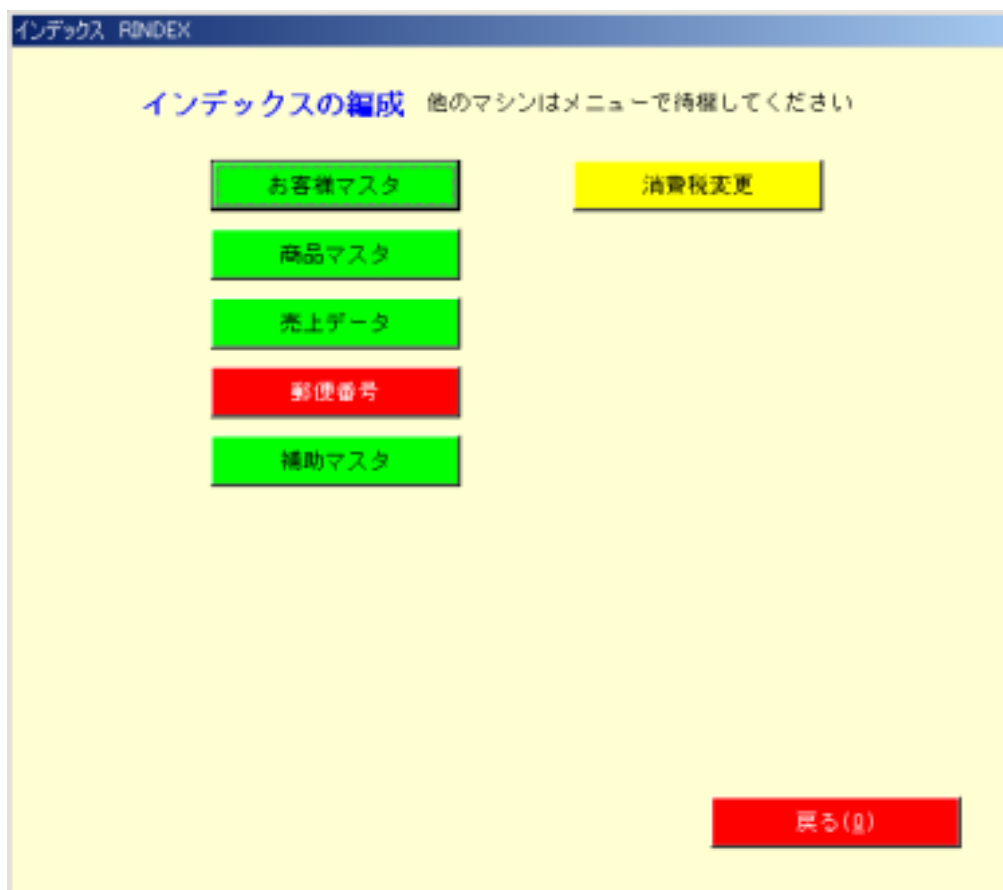 インデックス RINDEX
インデックスの編成 他のマシンはメニューで待機してください
お客様マスタ 消費税変更
商品マスタ
売上データ
郵便番号
補助マスタ
戻る(0)